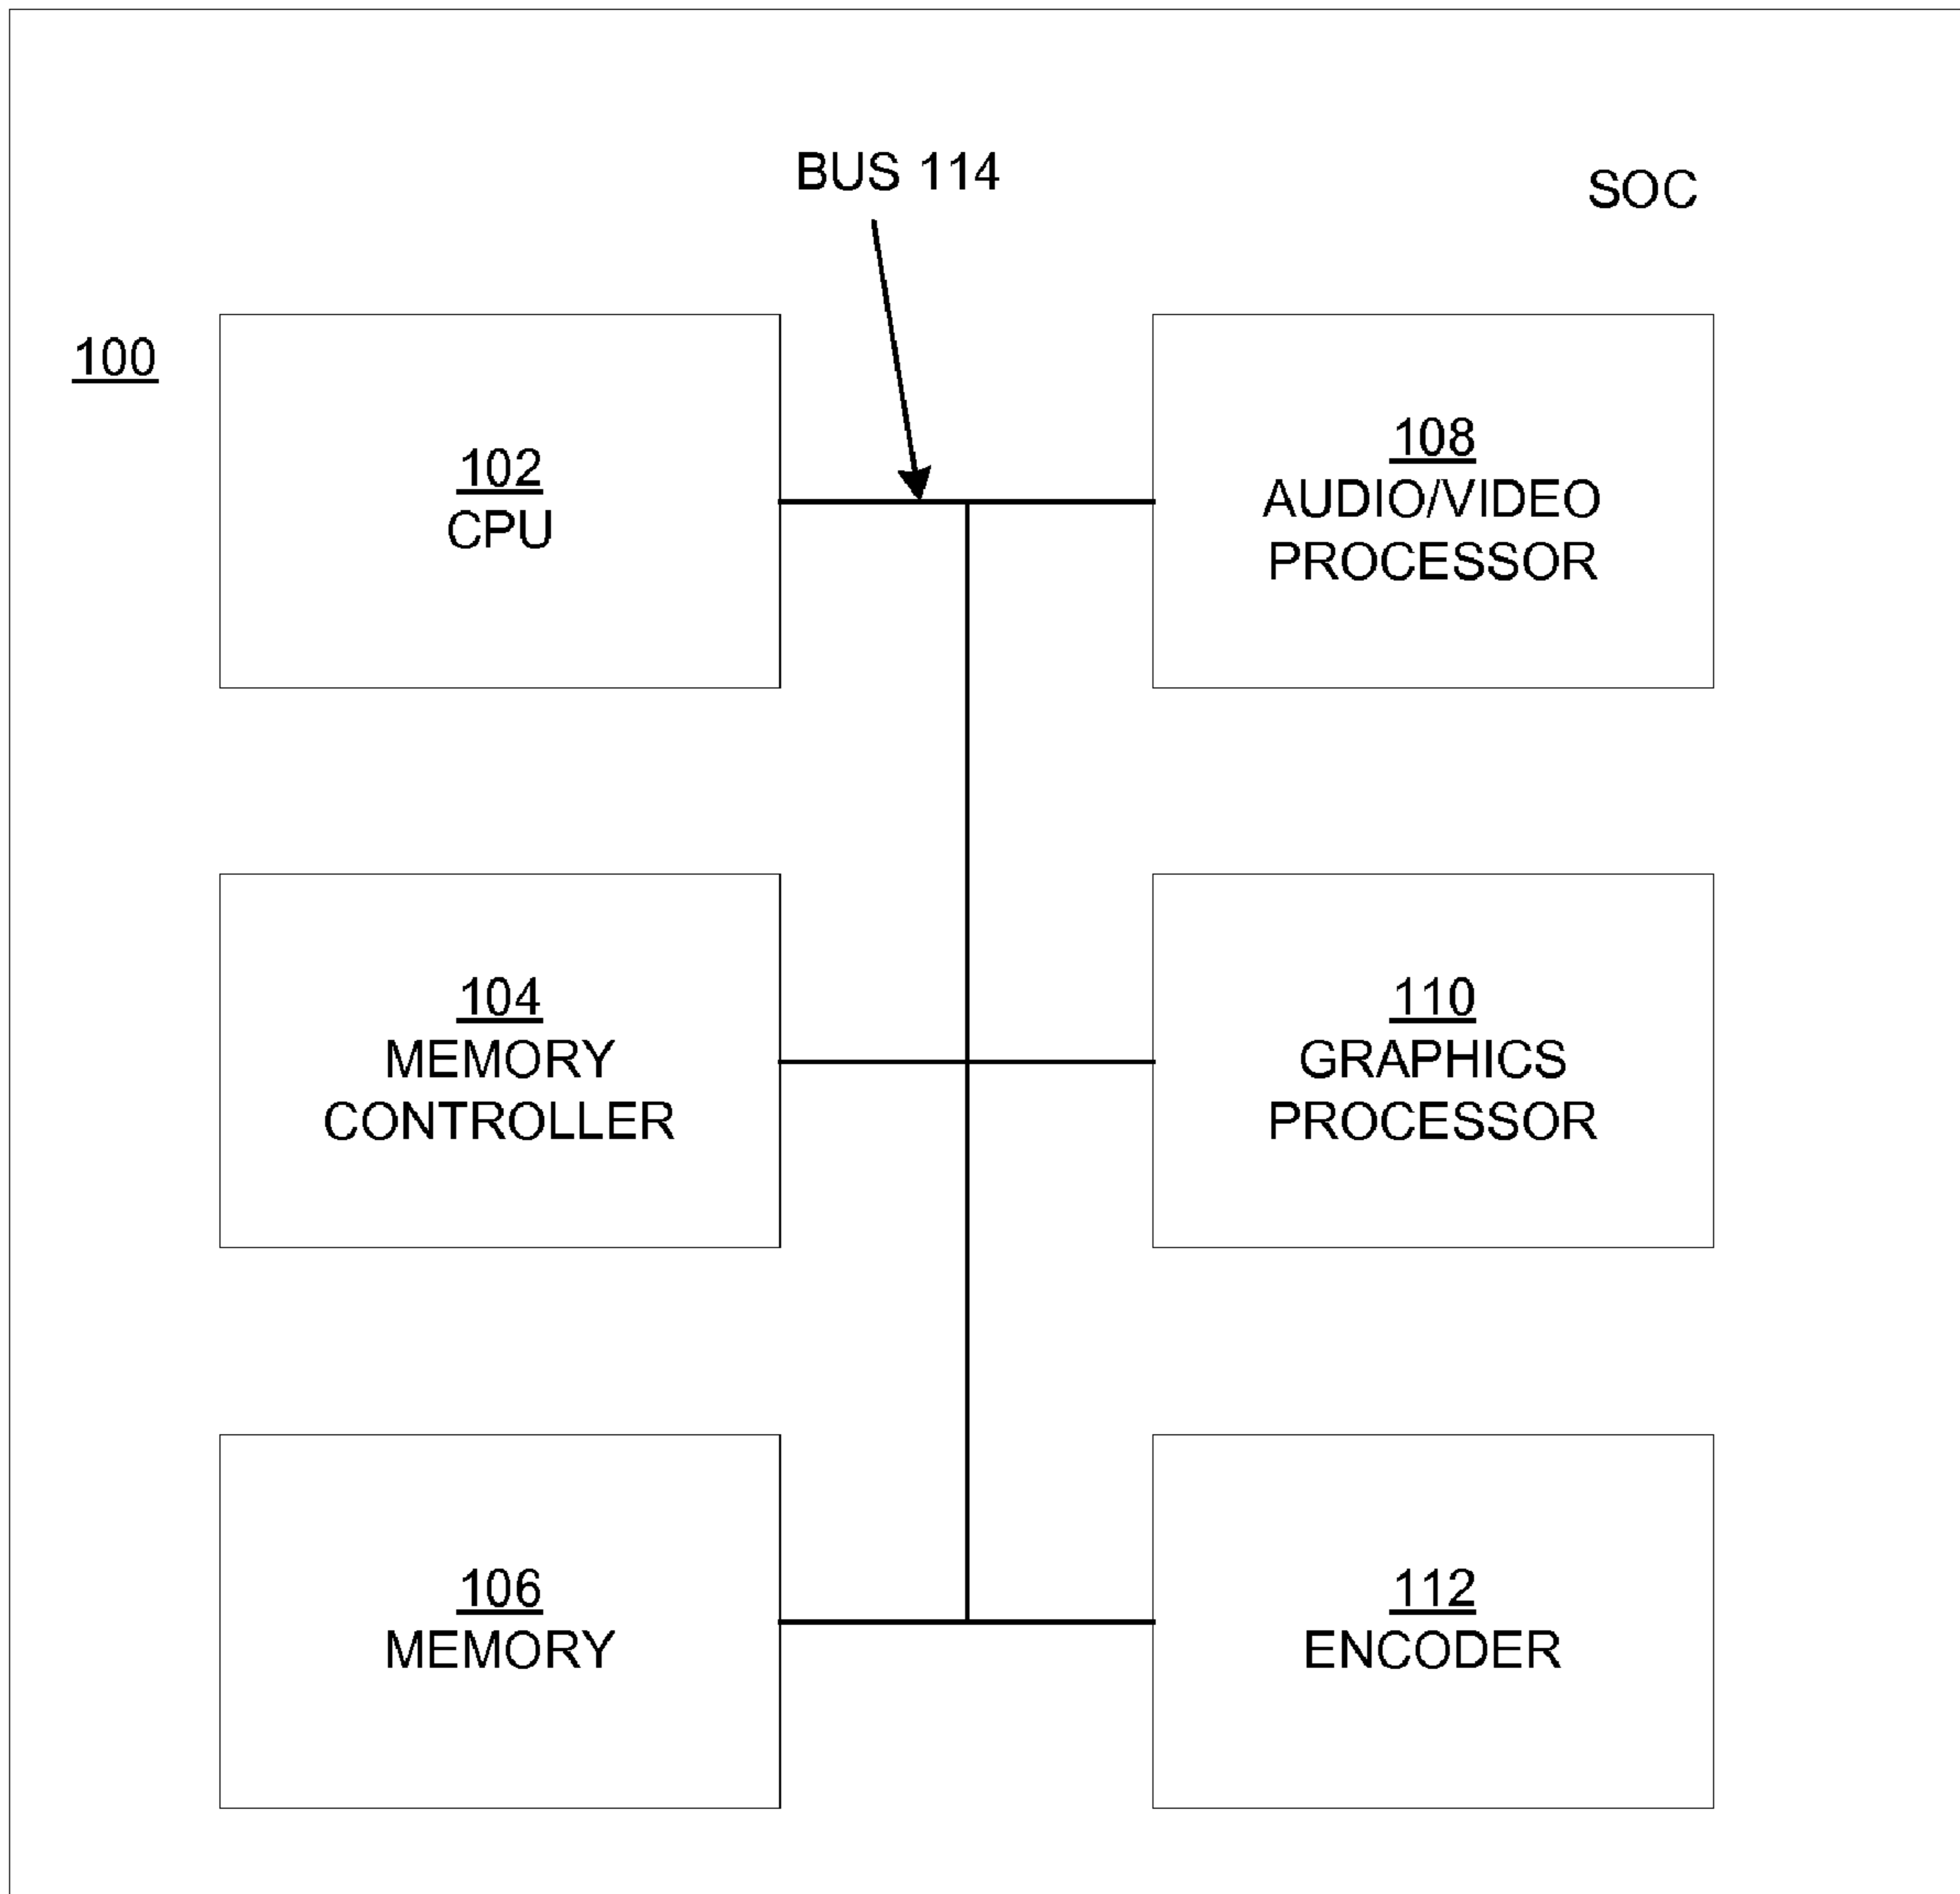 BUS 114
SOC
100
102
CPU
108
AUDIO/VIDEO
PROCESSOR
104
MEMORY
CONTROLLER
110
GRAPHICS
PROCESSOR
106
MEMORY
112
ENCODER